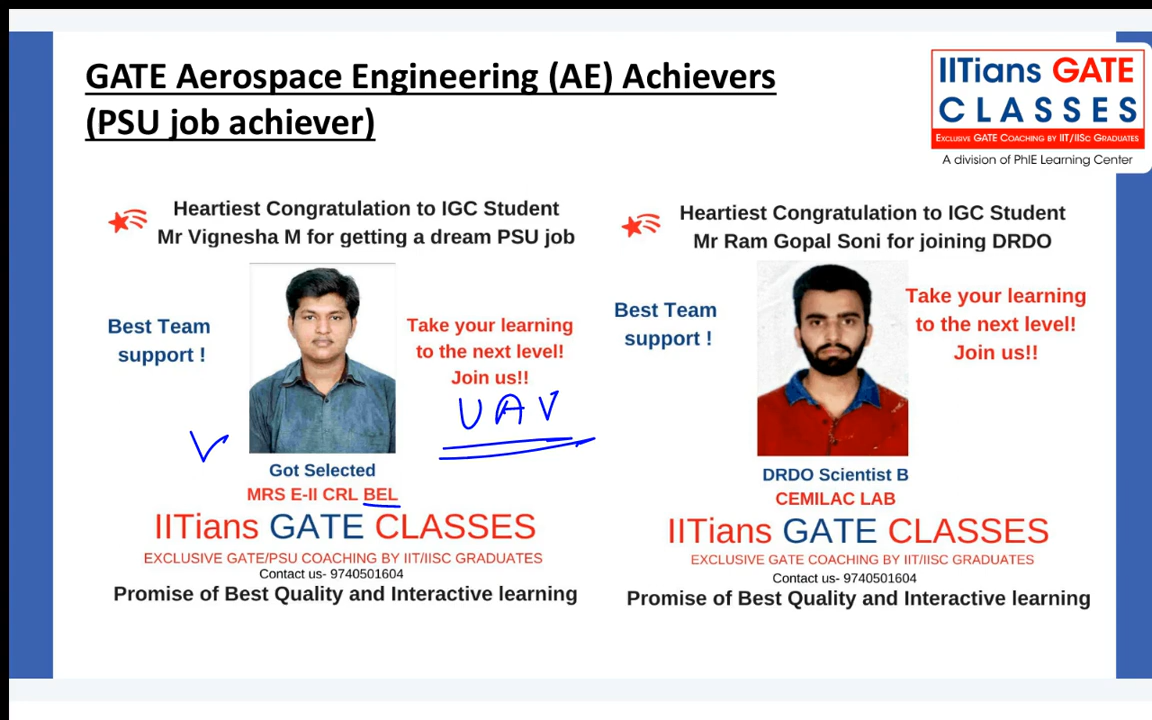 GATE Aerospace Engineering (AE) Achievers
(PSU job achiever)
IITians GATE
CLASSES
EXCLUSIVE GATE COACHING BY IIT/IISC GRADUATES
A division of PhIE Learning Center
Heartiest Congratulation to IGC Student
Mr Vignesha M for getting a dream PSU job
Best Team
support !
Take your learning
to the next level!
Join us!!
UAV
Got Selected
MRS E-II CRL BEL
IITians GATE CLASSES
EXCLUSIVE GATE/PSU COACHING BY IIT/IISC GRADUATES
Contact us- 9740501604
Promise of Best Quality and Interactive learning
Heartiest Congratulation to IGC Student
Mr Ram Gopal Soni for joining DRDO
Best Team
support !
Take your learning
to the next level!
Join us!!
DRDO Scientist B
CEMILAC LAB
IITians GATE CLASSES
EXCLUSIVE GATE COACHING BY IIT/IISC GRADUATES
Contact us- 9740501604
Promise of Best Quality and Interactive learning